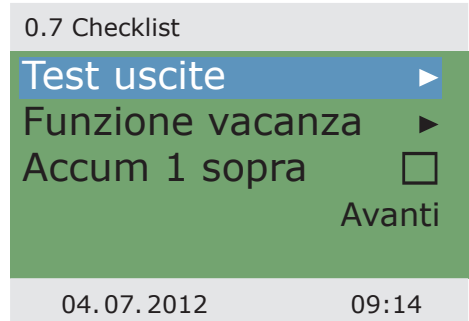 0.7 Checklist
Test uscite
Funzione vacanza
Accum 1 sopra
Avanti
04.07.2012 09:14